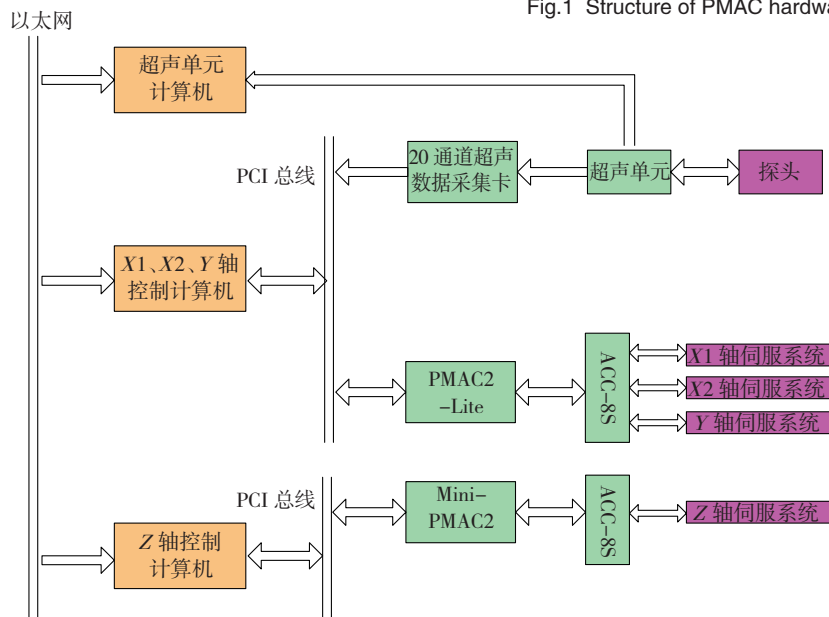 Fig.1 Structure of PMAC hardwa
以太网
超声单元
计算机
PCI 总线
20 通道超声
数据采集卡
超声单元
探头
X1、X2、Y 轴
控制计算机
PMAC2
-Lite
ACC-8S
X1 轴伺服系统
X2 轴伺服系统
Y 轴伺服系统
PCI 总线
Mini-
PMAC2
ACC-8S
Z 轴伺服系统
Z 轴控制
计算机